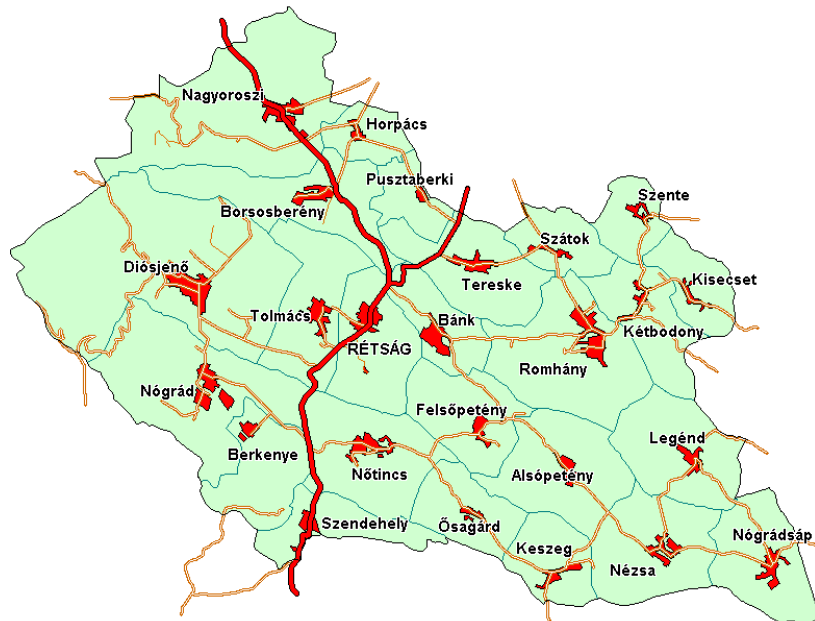 Nagyoroszi
Horpács
Pusztaberki
Szente
Borsosberény
Szátok
Diósjenő
Tereske
Kisecset
Tolmács
Bánk
Kétbodony
RÉTSÁG
Romhány
Nógrád
Felsőpetény
Legénd
Berkenye
Nőtincs
Alsópetény
Szendehely
Ősagárd
Nógrádsáp
Keszeg
Nézsa